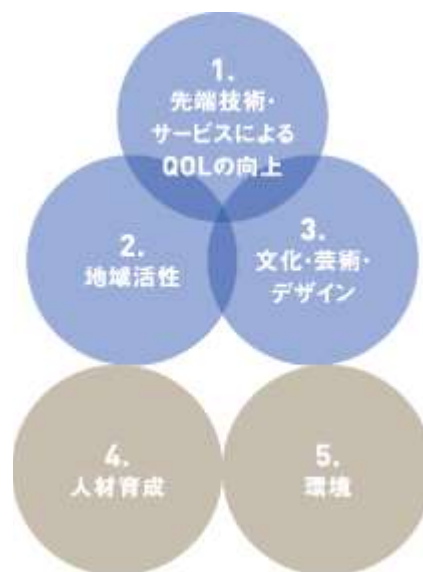 1.
先端技術・
サービスによる
QOLの向上
2.
地域活性
3.
文化・芸術・
デザイン
4.
人材育成
5.
環境